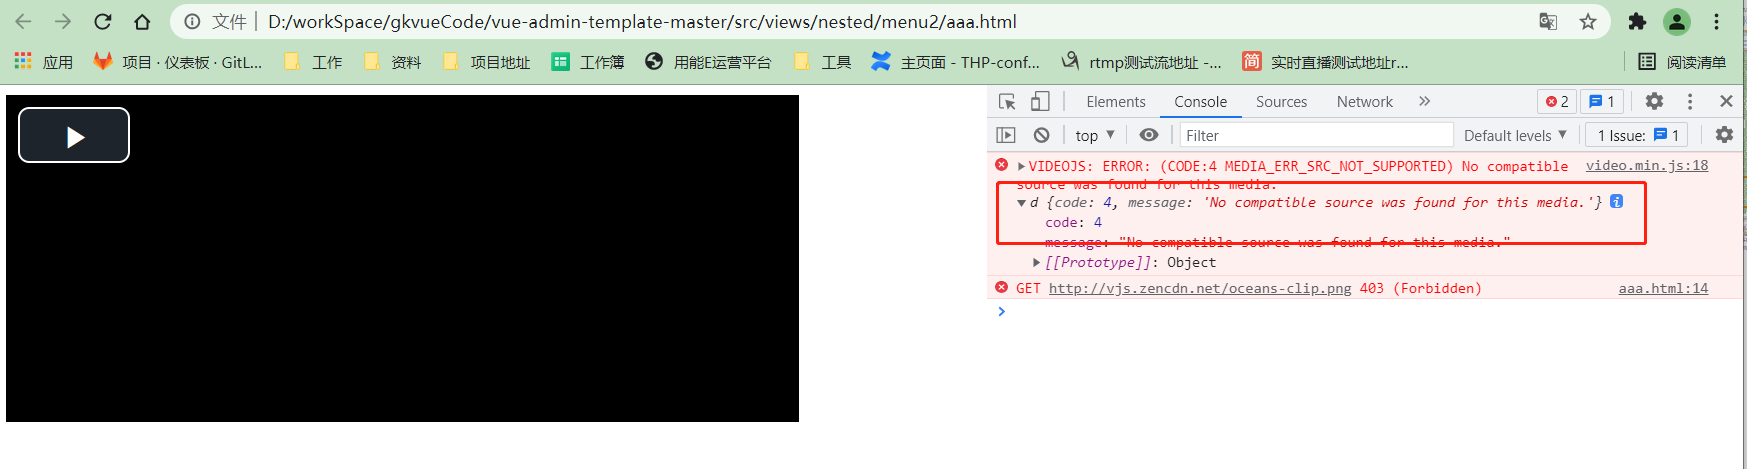 文件 D:/workSpace/gkvueCode/vue-admin-template-master/src/views/nested/menu2/aaa.html
应用 项目 · 仪表板 · GitL... 工作 资料 项目地址 工作簿 用能E运营平台 工具 主页面 - THP-conf... rtmp测试流地址 -... 简 实时直播测试地址r... 阅读清单
Elements Console Sources Network » 2 1
top Filter Default levels 1 Issue: 1
VIDEOJS: ERROR: (CODE:4 MEDIA_ERR_SRC_NOT_SUPPORTED) No compatible video.min.js:18
source was found for this media.
d {code: 4, message: 'No compatible source was found for this media.'} i
code: 4
message: "No compatible source was found for this media."
[[Prototype]]: Object
GET http://vjs.zencdn.net/oceans-clip.png 403 (Forbidden) aaa.html:14